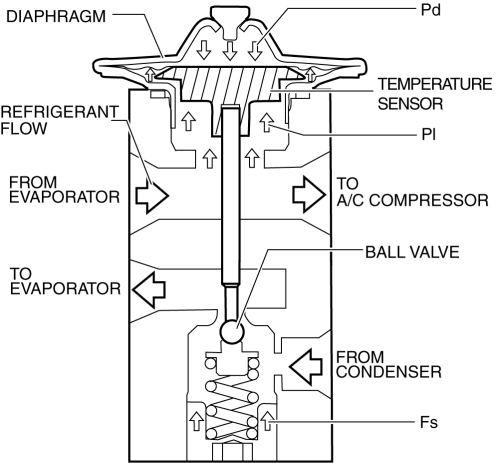 DIAPHRAGM
Pd
TEMPERATURE
SENSOR
REFRIGERANT
FLOW
Pl
FROM
EVAPORATOR
TO
A/C COMPRESSOR
BALL VALVE
TO
EVAPORATOR
FROM
CONDENSER
Fs